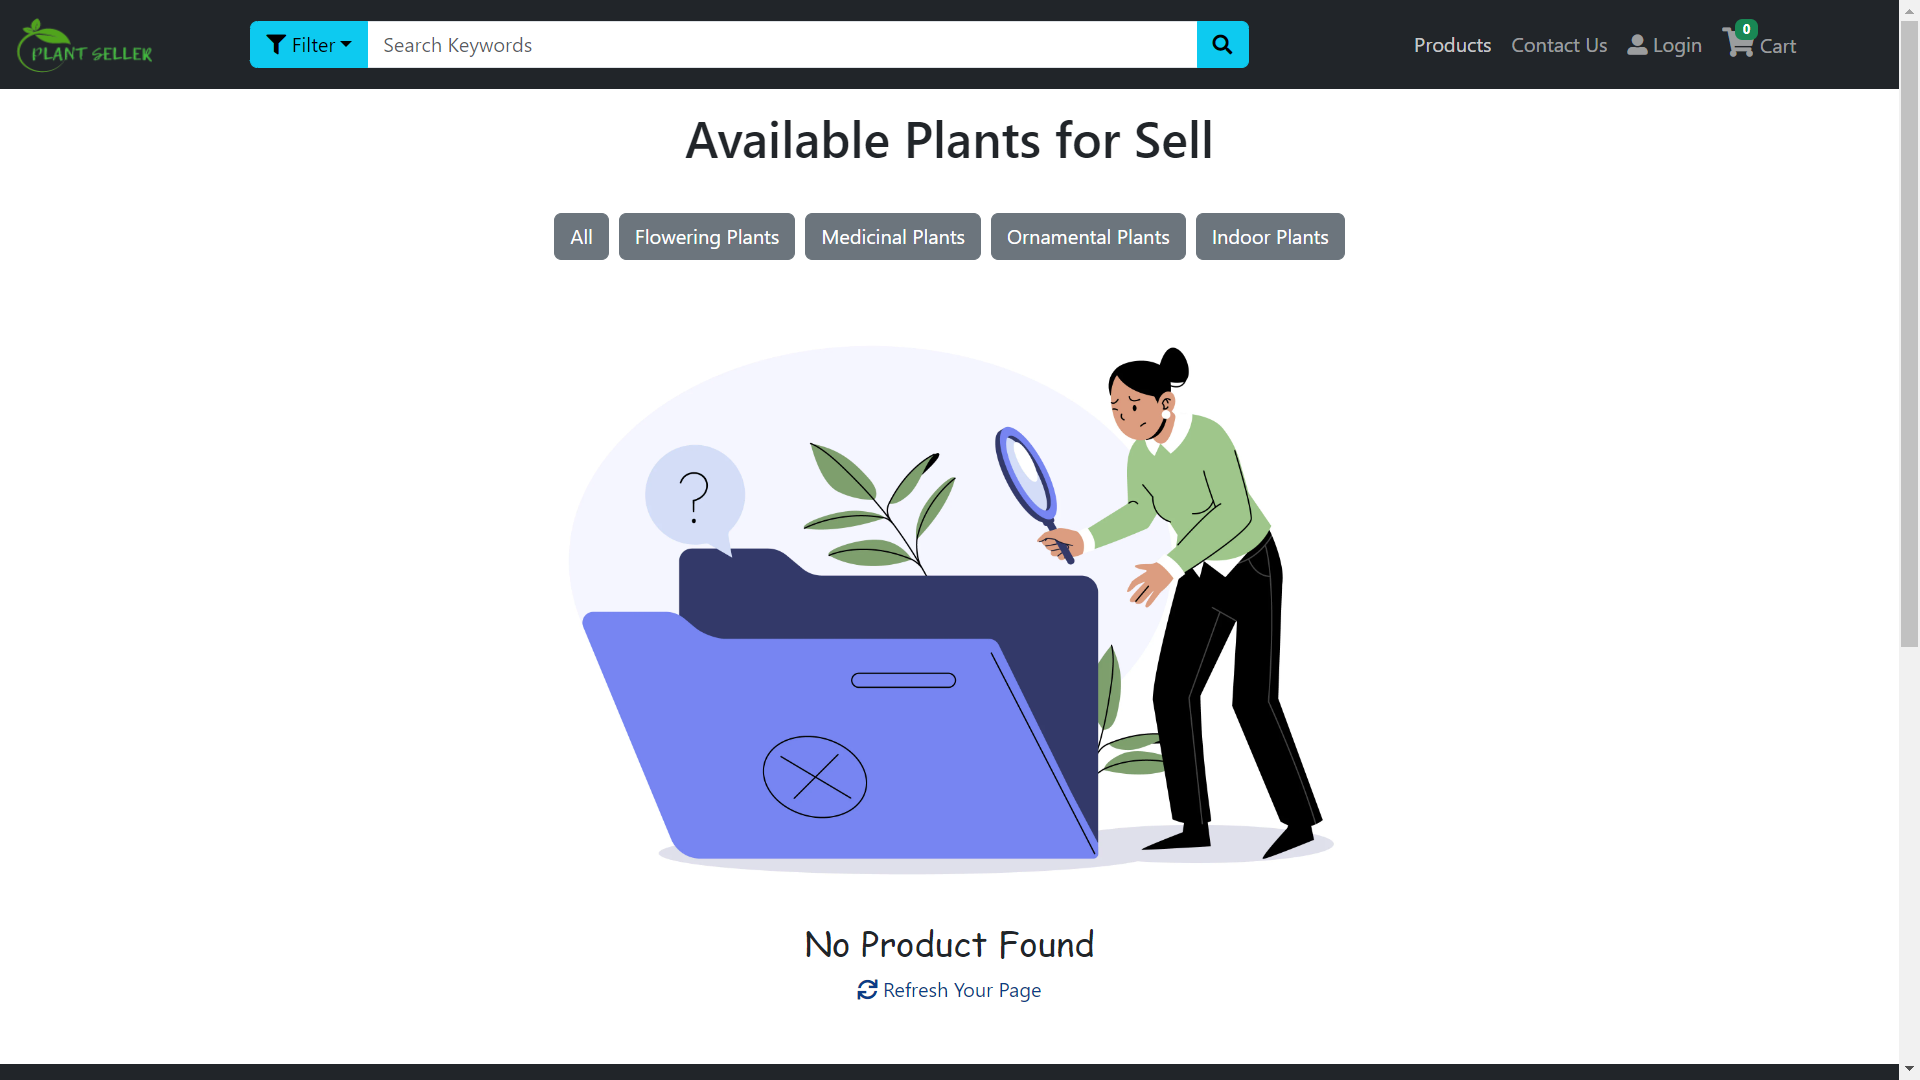 PLANT SELLER
Filter
Search Keywords
Products
Contact Us
Login
0
Cart
Available Plants for Sell
All
Flowering Plants
Medicinal Plants
Ornamental Plants
Indoor Plants
?
No Product Found
Refresh Your Page